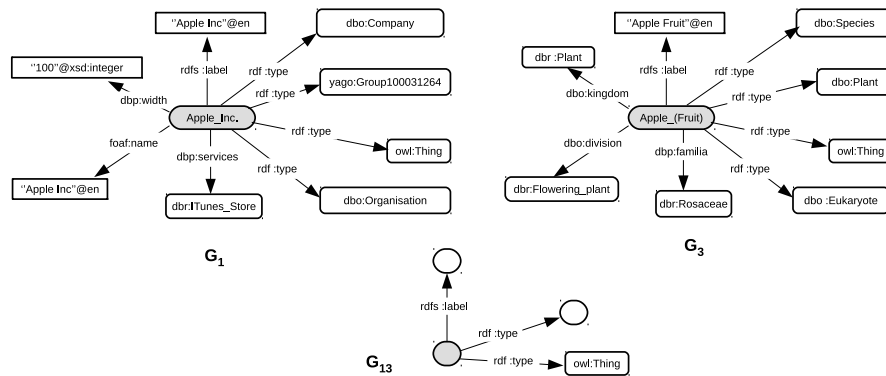 "Apple Inc"@en
dbo:Company
"100"@xsd:integer
rdfs :label
rdf :type
yago:Group100031264
dbp:width
rdf :type
Apple_Inc.
foaf:name
rdf :type
dbp:services
owl:Thing
rdf :type
"Apple Inc"@en
dbr:ITunes_Store
dbo:Organisation
G1
"Apple Fruit"@en
dbo:Species
dbr :Plant
rdfs :label
rdf :type
dbo:kingdom
rdf :type
dbo:Plant
Apple_(Fruit)
dbo:division
rdf :type
dbp:familia
owl:Thing
rdf :type
dbr:Flowering_plant
dbr:Rosaceae
dbo :Eukaryote
G3
rdfs :label
rdf :type
rdf :type
owl:Thing
G13